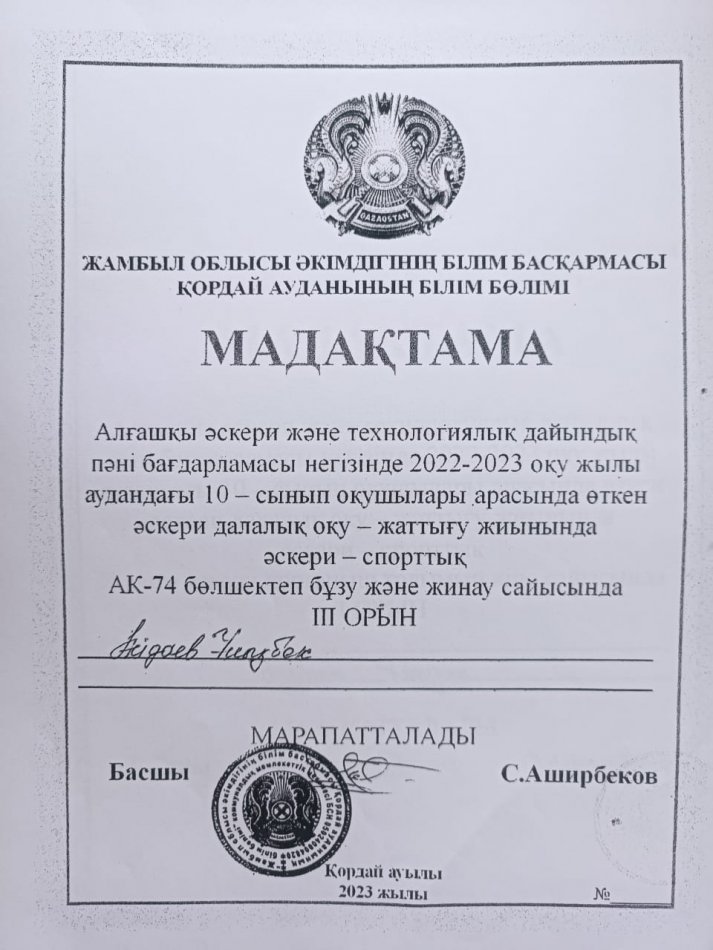 QAZAQSTAN
ЖАМБЫЛ ОБЛЫСЫ ӘКІМДІГІНІҢ БІЛІМ БАСҚАРМАСЫ
ҚОРДАЙ АУДАНЫНЫҢ БІЛІМ БӨЛІМІ
МАДАҚТАМА
Алғашқы әскери және технологиялық дайындық
пәні бағдарламасы негізінде 2022-2023 оқу жылы
аудандағы 10 – сынып оқушылары арасында өткен
әскери далалық оқу – жаттығу жиынында
әскери – спорттық
АК-74 бөлшектеп бұзу және жинау сайысында
ІІІ ОРЫН
МАРАПАТТАЛАДЫ
Басшы С.Аширбеков
Қордай ауылы
2023 жылы
№